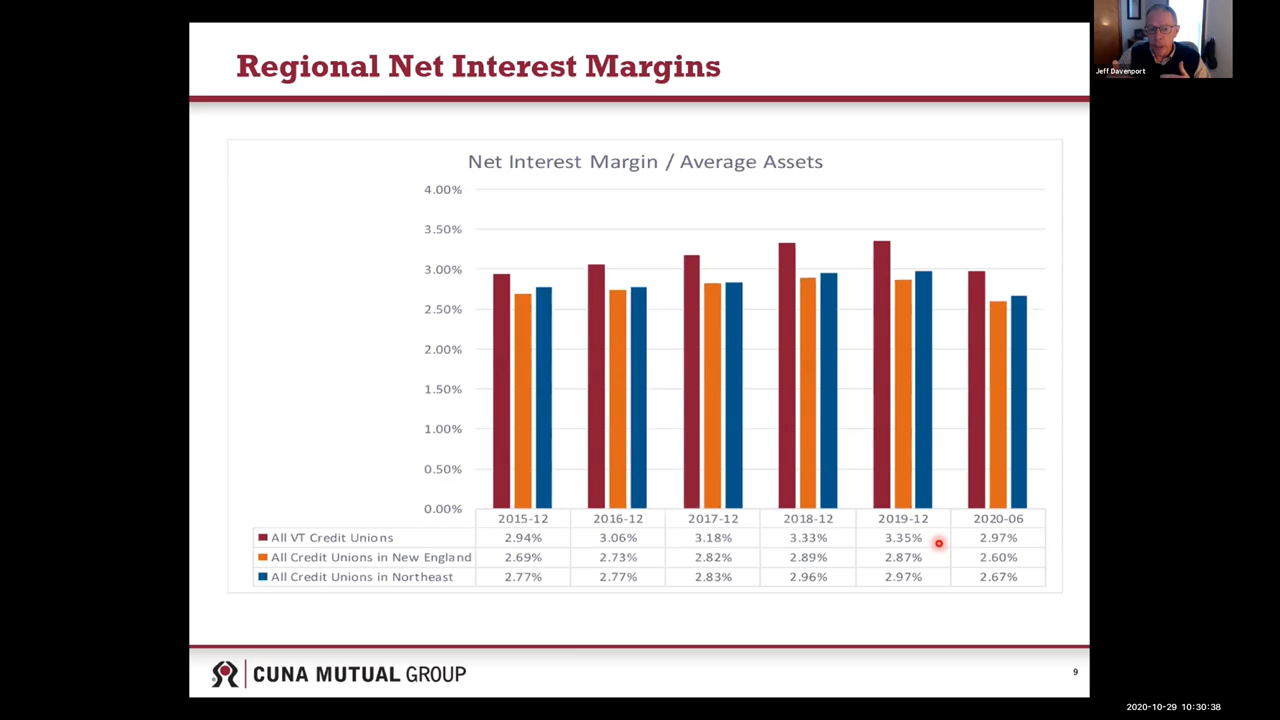 Regional Net Interest Margins
Jeff Davenport
Net Interest Margin / Average Assets
4.00%
3.50%
3.00%
2.50%
2.00%
1.50%
1.00%
0.50%
0.00%
2015-12 2016-12 2017-12 2018-12 2019-12 2020-06
All VT Credit Unions 2.94% 3.06% 3.18% 3.33% 3.35% 2.97%
All Credit Unions in New England 2.69% 2.73% 2.82% 2.89% 2.87% 2.60%
All Credit Unions in Northeast 2.77% 2.77% 2.83% 2.96% 2.97% 2.67%
CUNA MUTUAL GROUP
9
2020-10-29 10:30:38